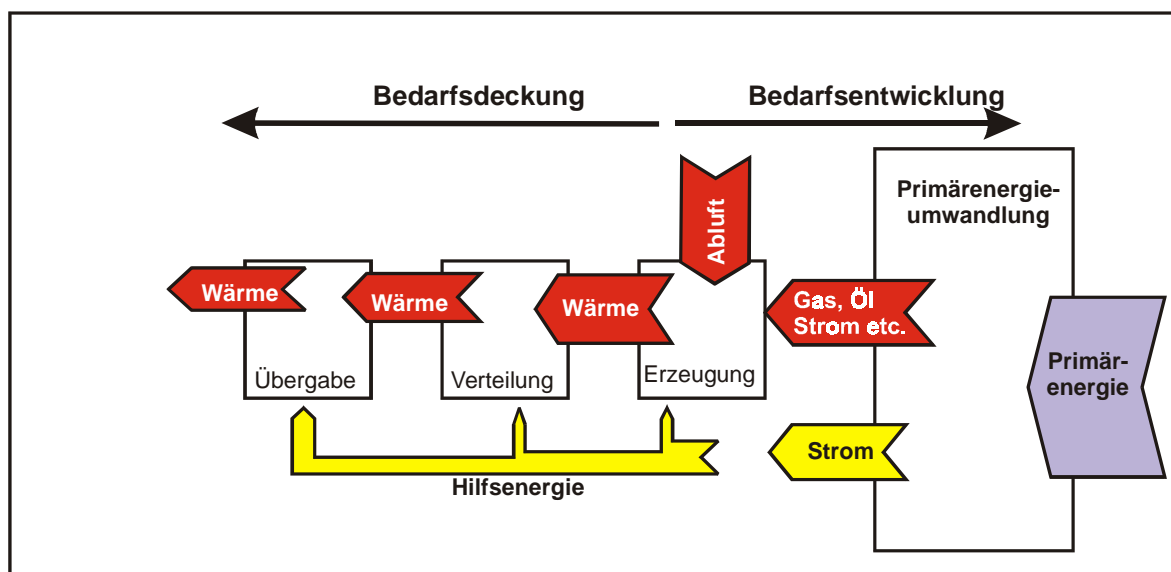 Bedarfsdeckung
Bedarfsentwicklung
Primärenergie-
umwandlung
Abluft
Wärme
Wärme
Wärme
Gas, Öl
Strom etc.
Primär-
energie
Übergabe
Verteilung
Erzeugung
Strom
Hilfsenergie